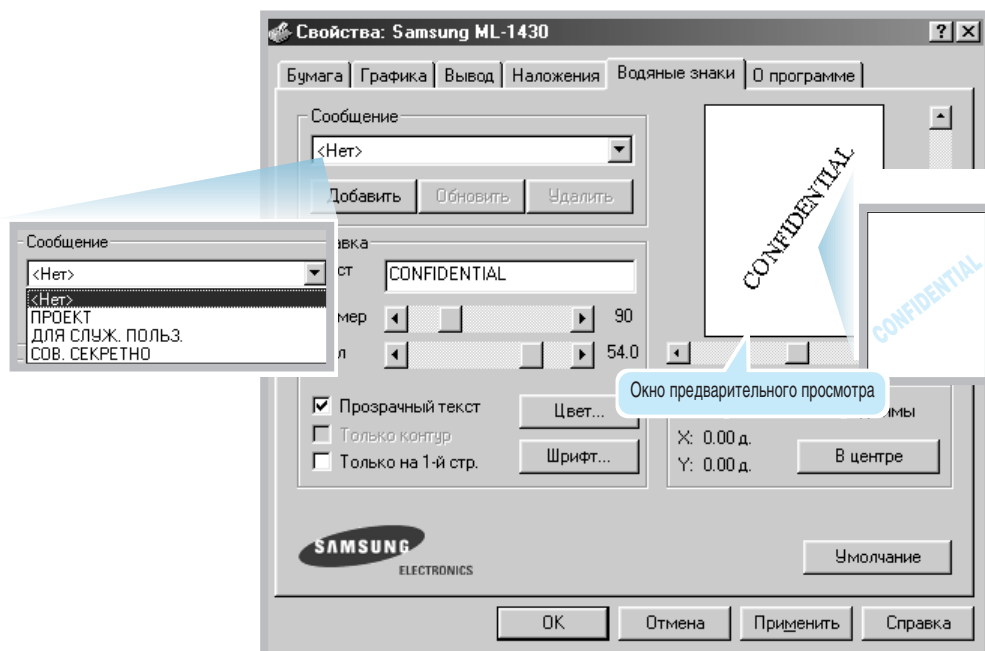 Свойства: Samsung ML-1430
Бумага Графика Вывод Наложения Водяные знаки О программе
Сообщение
<Нет>
Добавить Обновить Удалить
Сообщение
<Нет>
<Нет>
ПРОЕКТ
ДЛЯ СЛУЖ. ПОЛЬЗ.
СОВ. СЕКРЕТНО
CONFIDENTIAL
90
54.0
Прозрачный текст
Только контур
Только на 1-й стр.
Цвет...
Шрифт...
CONFIDENTIAL
CONFIDENTIAL
Окно предварительного просмотра
X: 0.00 д.
Y: 0.00 д.
В центре
SAMSUNG
ELECTRONICS
Умолчание
OK Отмена Применить Справка